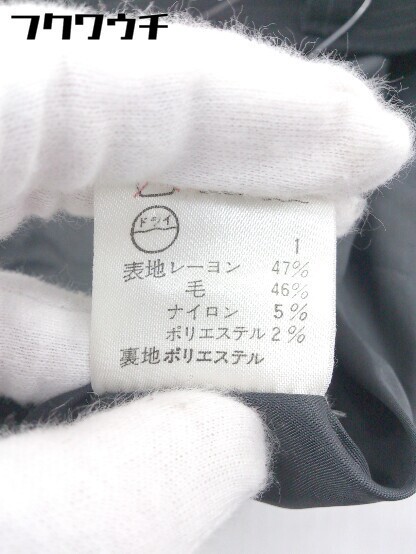 フクワウチ
ドライ
1
表地 レーヨン 47%
毛 46%
ナイロン 5%
ポリエステル 2%
裏地 ポリエステル